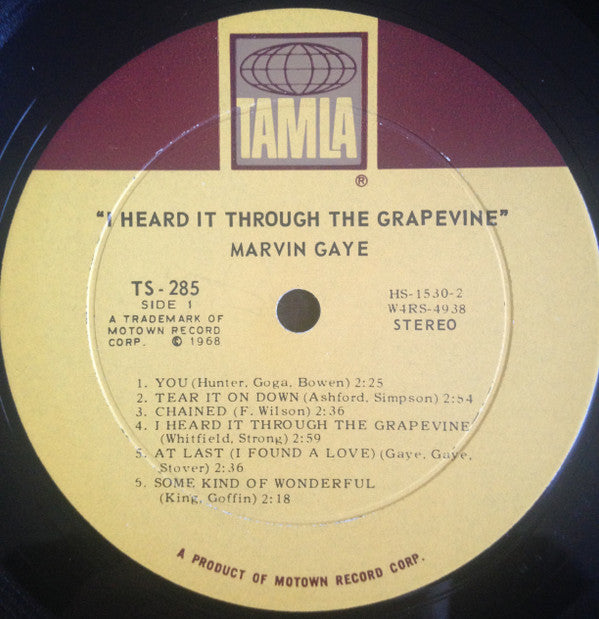 TAMLA
®
"I HEARD IT THROUGH THE GRAPEVINE"
MARVIN GAYE
TS - 285
SIDE 1
A TRADEMARK OF
MOTOWN RECORD
CORP. © 1968
HS-1530-2
W4RS-4938
STEREO
1. YOU (Hunter, Goga, Bowen) 2:25
2. TEAR IT ON DOWN (Ashford, Simpson) 2:54
3. CHAINED (F. Wilson) 2:36
4. I HEARD IT THROUGH THE GRAPEVINE
(Whitfield, Strong) 2:59
5. AT LAST (I FOUND A LOVE) (Gaye, Gaye,
Stover) 2:36
5. SOME KIND OF WONDERFUL
(King, Goffin) 2:18
A PRODUCT OF MOTOWN RECORD CORP.